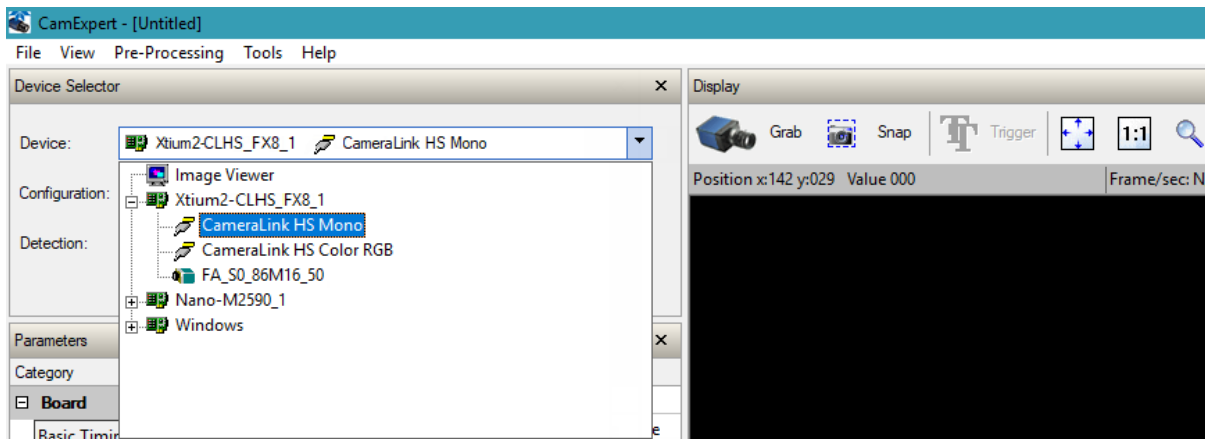 CamExpert - [Untitled]
File View Pre-Processing Tools Help
Device Selector
Device: Xtium2-CLHS_FX8_1 CameraLink HS Mono
Image Viewer
Configuration:
Xtium2-CLHS_FX8_1
CameraLink HS Mono
Detection:
CameraLink HS Color RGB
FA_S0_86M16_50
Nano-M2590_1
Windows
Parameters
Category
Board
Basic Timin
Display
Grab Snap Trigger 1:1
Position x:142 y:029 Value 000 Frame/sec: N